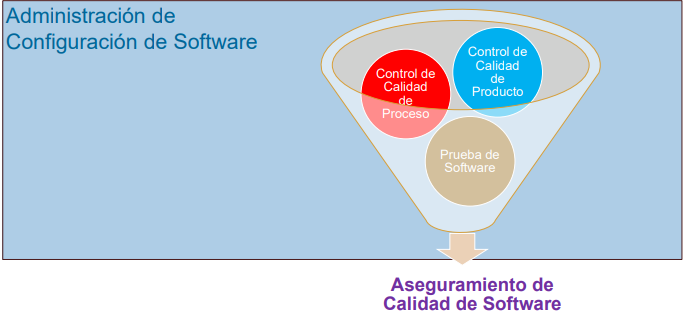 Administración de
Configuración de Software
Control de
Calidad
de
Proceso
Control de
Calidad
de
Producto
Prueba de
Software
Aseguramiento de
Calidad de Software